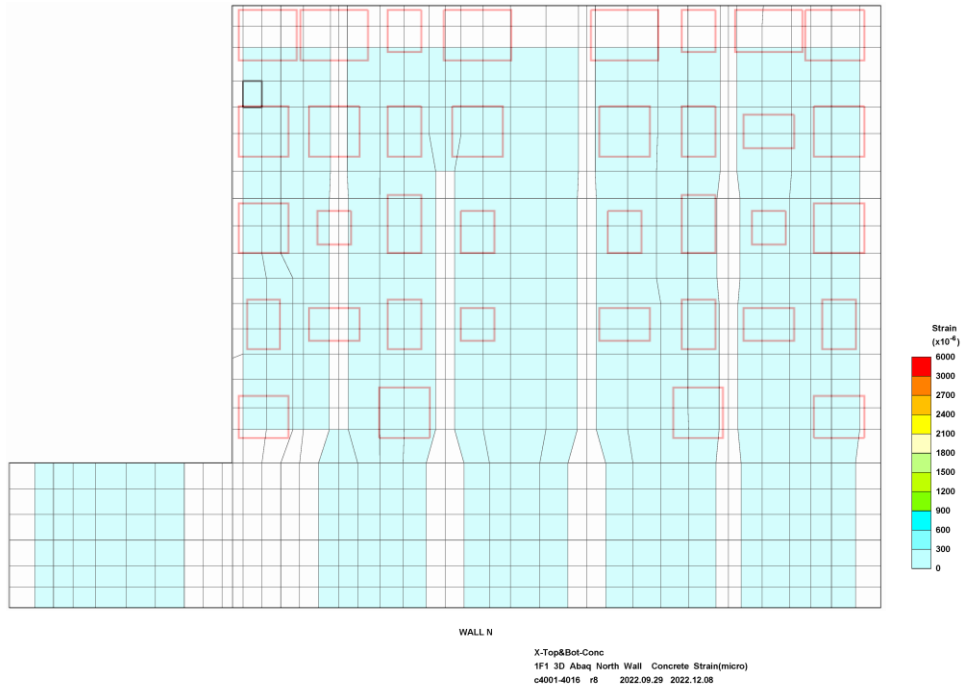 Strain
(x10⁻⁶)
6000
3000
2700
2400
2100
1800
1500
1200
900
600
300
0
WALL N
X-Top&Bot-Conc
1F1 3D Abaq North Wall Concrete Strain(micro)
c4001-4016 r8 2022.09.29 2022.12.08